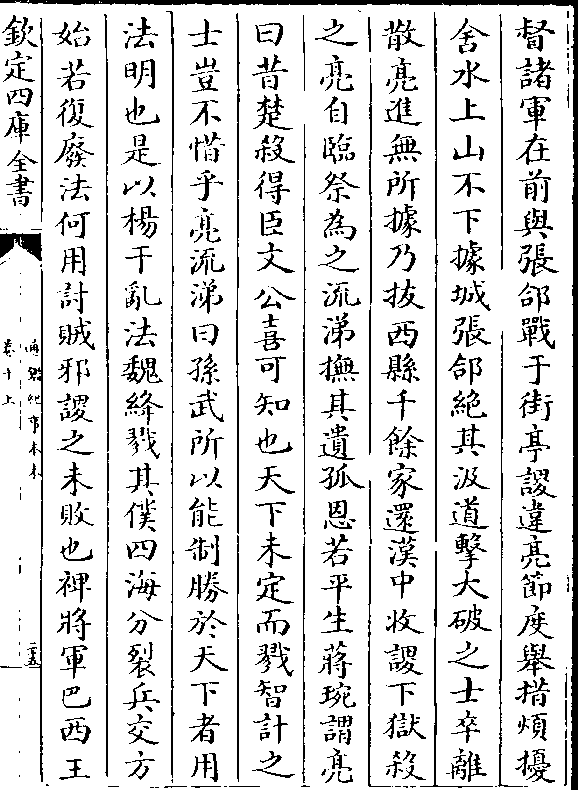 督諸軍在前與張郃戰于街亭謖違亮節度舉措煩擾
舍水上山不下據城張郃絶其汲道擊大破之士卒離
散亮進無所據乃拔西縣千餘家還漢中收謖下獄殺
之亮自臨祭為之流涕撫其遺孤恩若平生蔣琬謂亮
曰昔楚殺得臣文公喜可知也天下未定而戮智計之
士豈不惜乎亮流涕曰孫武所以能制勝於天下者用
法明也是以楊干亂法魏絳戮其僕四海分裂兵交方
始若復廢法何用討賊邪謖之未敗也裨將軍巴西王
欽定四庫全書
通鑑紀事本末
卷十上